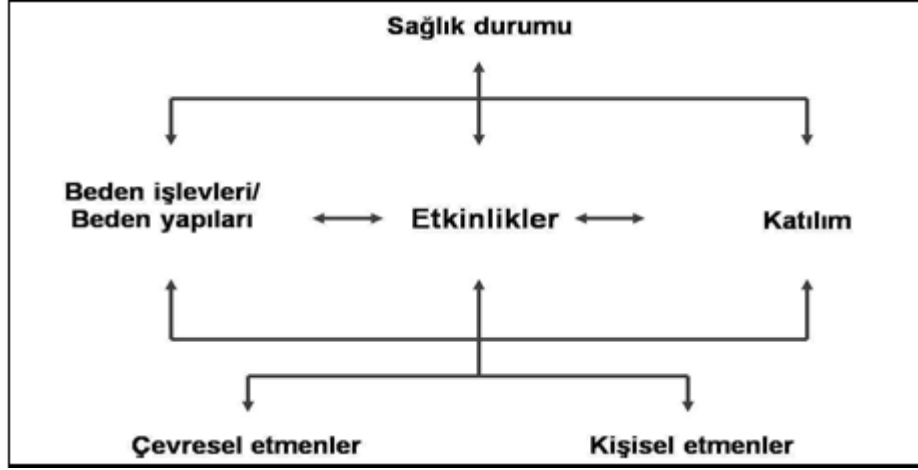 Sağlık durumu
Beden işlevleri/
Beden yapıları
Etkinlikler
Katılım
Çevresel etmenler
Kişisel etmenler